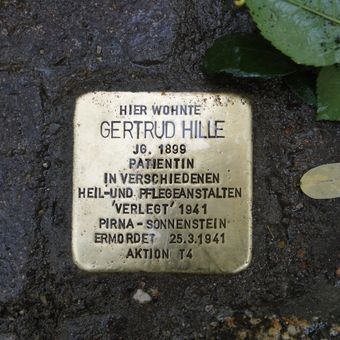 HIER WOHNTE
GERTRUD HILLE
JG. 1899
PATIENTIN
IN VERSCHIEDENEN
HEIL-UND PFLEGEANSTALTEN
'VERLEGT' 1941
PIRNA-SONNENSTEIN
ERMORDET 25.3.1941
AKTION T4